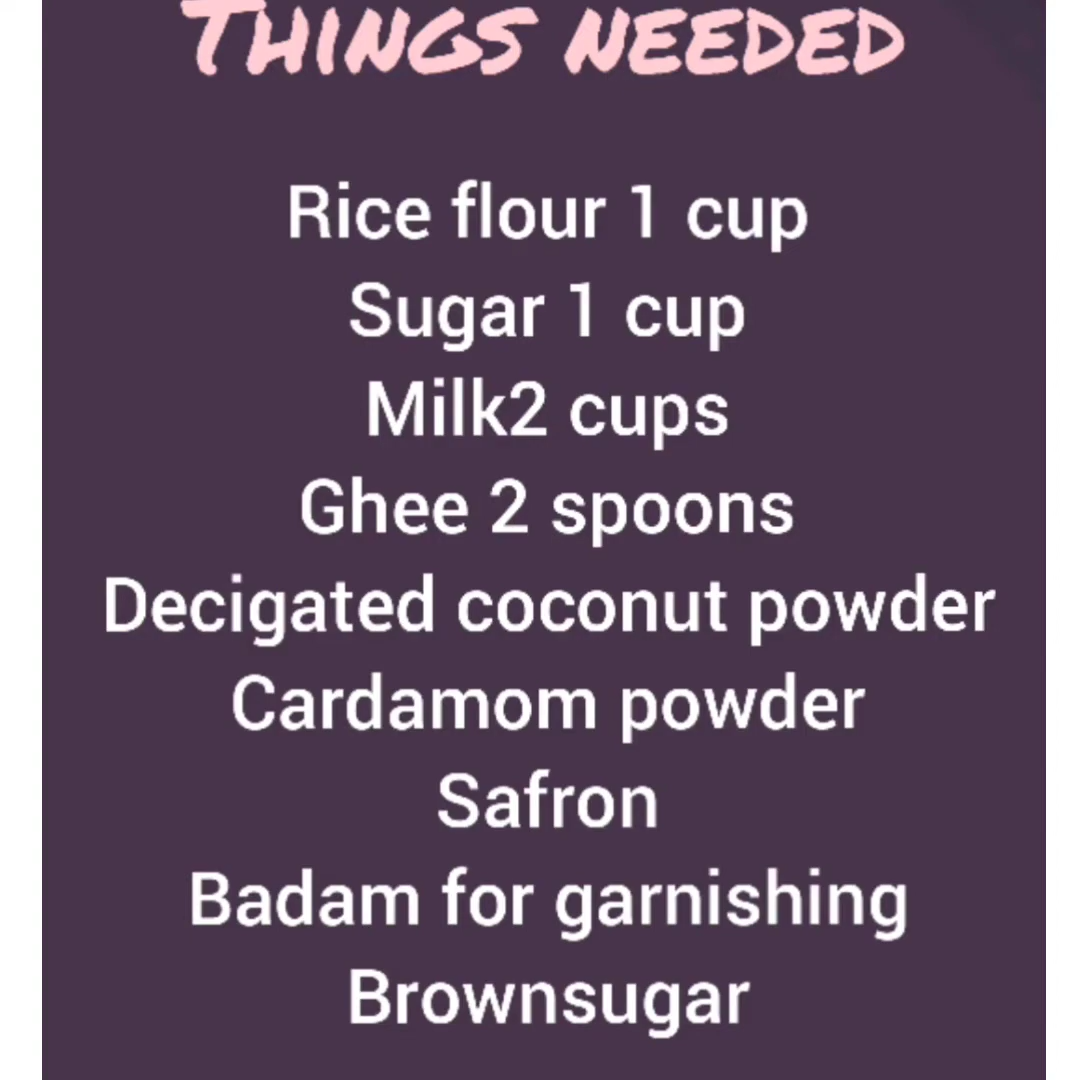 THINGS NEEDED
Rice flour 1 cup
Sugar 1 cup
Milk2 cups
Ghee 2 spoons
Decigated coconut powder
Cardamom powder
Safron
Badam for garnishing
Brownsugar